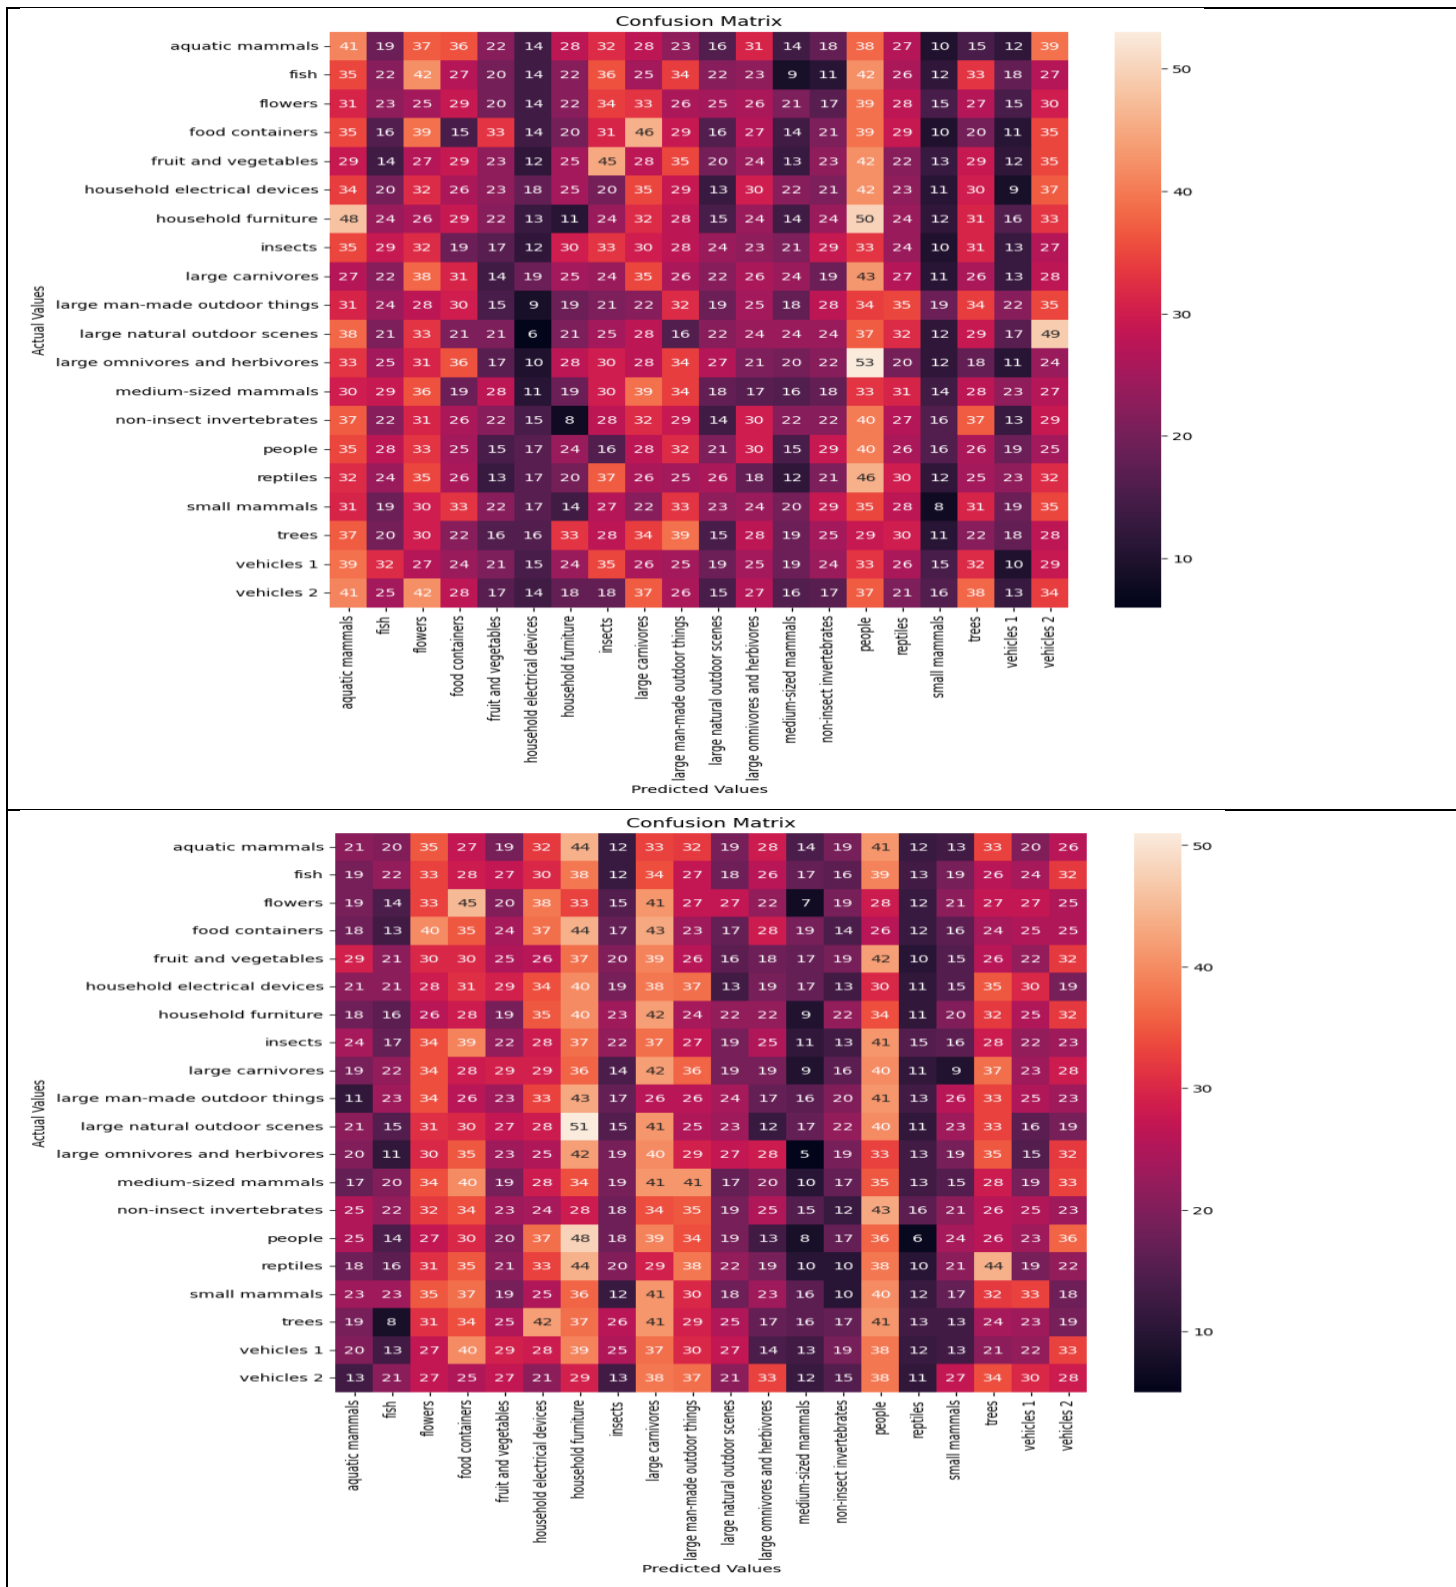 Confusion Matrix
aquatic mammals 41 19 37 36 22 14 28 32 28 23 16 31 14 18 38 27 10 15 12 39
fish 35 22 42 27 20 14 22 36 25 34 22 23 9 11 42 26 12 33 18 27
flowers 31 23 25 29 20 14 22 34 33 26 25 26 21 17 39 28 15 27 15 30
food containers 35 16 39 15 33 14 20 31 46 29 16 27 14 21 39 29 10 20 11 35
fruit and vegetables 29 14 27 29 23 12 25 45 28 35 20 24 13 23 42 22 13 29 12 35
household electrical devices 34 20 32 26 23 18 25 20 35 29 13 30 22 21 42 23 11 30 9 37
household furniture 48 24 26 29 22 13 11 24 32 28 15 24 14 24 50 24 12 31 16 33
insects 35 29 32 19 17 12 30 33 30 28 24 23 21 29 33 24 10 31 13 27
large carnivores 27 22 38 31 14 19 25 24 35 26 22 26 24 19 43 27 11 26 13 28
large man-made outdoor things 31 24 28 30 15 9 19 21 22 32 19 25 18 28 34 35 19 34 22 35
large natural outdoor scenes 38 21 33 21 21 6 21 25 28 16 22 24 24 24 37 32 12 29 17 49
large omnivores and herbivores 33 25 31 36 17 10 28 30 28 34 27 21 20 22 53 20 12 18 11 24
medium-sized mammals 30 29 36 19 28 11 19 30 39 34 18 17 16 18 33 31 14 28 23 27
non-insect invertebrates 37 22 31 26 22 15 8 28 32 29 14 30 22 22 40 27 16 37 13 29
people 35 28 33 25 15 17 24 16 28 32 21 30 15 29 40 26 16 26 19 25
reptiles 32 24 35 26 13 17 20 37 26 25 26 18 12 21 46 30 12 25 23 32
small mammals 31 19 30 33 22 17 14 27 22 33 23 24 20 29 35 28 8 31 19 35
trees 37 20 30 22 16 16 33 28 34 39 15 28 19 25 29 30 11 22 18 28
vehicles 1 39 32 27 24 21 15 24 35 26 25 19 25 19 24 33 26 15 32 10 29
vehicles 2 41 25 42 28 17 14 18 18 37 26 15 27 16 17 37 21 16 38 13 34
Actual Values
aquatic mammals
fish
flowers
food containers
fruit and vegetables
household electrical devices
household furniture
insects
large carnivores
large man-made outdoor things
large natural outdoor scenes
large omnivores and herbivores
medium-sized mammals
non-insect invertebrates
people
reptiles
small mammals
trees
vehicles 1
vehicles 2
Predicted Values
50
40
30
20
10
Confusion Matrix
aquatic mammals 21 20 35 27 19 32 44 12 33 32 19 28 14 19 41 12 13 33 20 26
fish 19 22 33 28 27 30 38 12 34 27 18 26 17 16 39 13 19 26 24 32
flowers 19 14 33 45 20 38 33 15 41 27 27 22 7 19 28 12 21 27 27 25
food containers 18 13 40 35 24 37 44 17 43 23 17 28 19 14 26 12 16 24 25 25
fruit and vegetables 29 21 30 30 25 26 37 20 39 26 16 18 17 19 42 10 15 26 22 32
household electrical devices 21 21 28 31 29 34 40 19 38 37 13 19 17 13 30 11 15 35 30 19
household furniture 18 16 26 28 19 35 40 23 42 24 22 22 9 22 34 11 20 32 25 32
insects 24 17 34 39 22 28 37 22 37 27 19 25 11 13 41 15 16 28 22 23
large carnivores 19 22 34 28 29 29 36 14 42 36 19 19 9 16 40 11 9 37 23 28
large man-made outdoor things 11 23 34 26 23 33 43 17 26 26 24 17 16 20 41 13 26 33 25 23
large natural outdoor scenes 21 15 31 30 27 28 51 15 41 25 23 12 17 22 40 11 23 33 16 19
large omnivores and herbivores 20 11 30 35 23 25 42 19 40 29 27 28 5 19 33 13 19 35 15 32
medium-sized mammals 17 20 34 40 19 28 34 19 41 41 17 20 10 17 35 13 15 28 19 33
non-insect invertebrates 25 22 32 34 23 24 28 18 34 35 19 25 15 12 43 16 21 26 25 23
people 25 14 27 30 20 37 48 18 39 34 19 13 8 17 36 6 24 26 23 36
reptiles 18 16 31 35 21 33 44 20 29 38 22 19 10 10 38 10 21 44 19 22
small mammals 23 23 35 37 19 25 36 12 41 30 18 23 16 10 40 12 17 32 33 18
trees 19 8 31 34 25 42 37 26 41 29 25 17 16 17 41 13 13 24 23 19
vehicles 1 20 13 27 40 29 28 39 25 37 30 27 14 13 19 38 12 13 21 22 33
vehicles 2 13 21 27 25 27 21 29 13 38 37 21 33 12 15 38 11 27 34 30 28
Actual Values
aquatic mammals
fish
flowers
food containers
fruit and vegetables
household electrical devices
household furniture
insects
large carnivores
large man-made outdoor things
large natural outdoor scenes
large omnivores and herbivores
medium-sized mammals
non-insect invertebrates
people
reptiles
small mammals
trees
vehicles 1
vehicles 2
Predicted Values
50
40
30
20
10